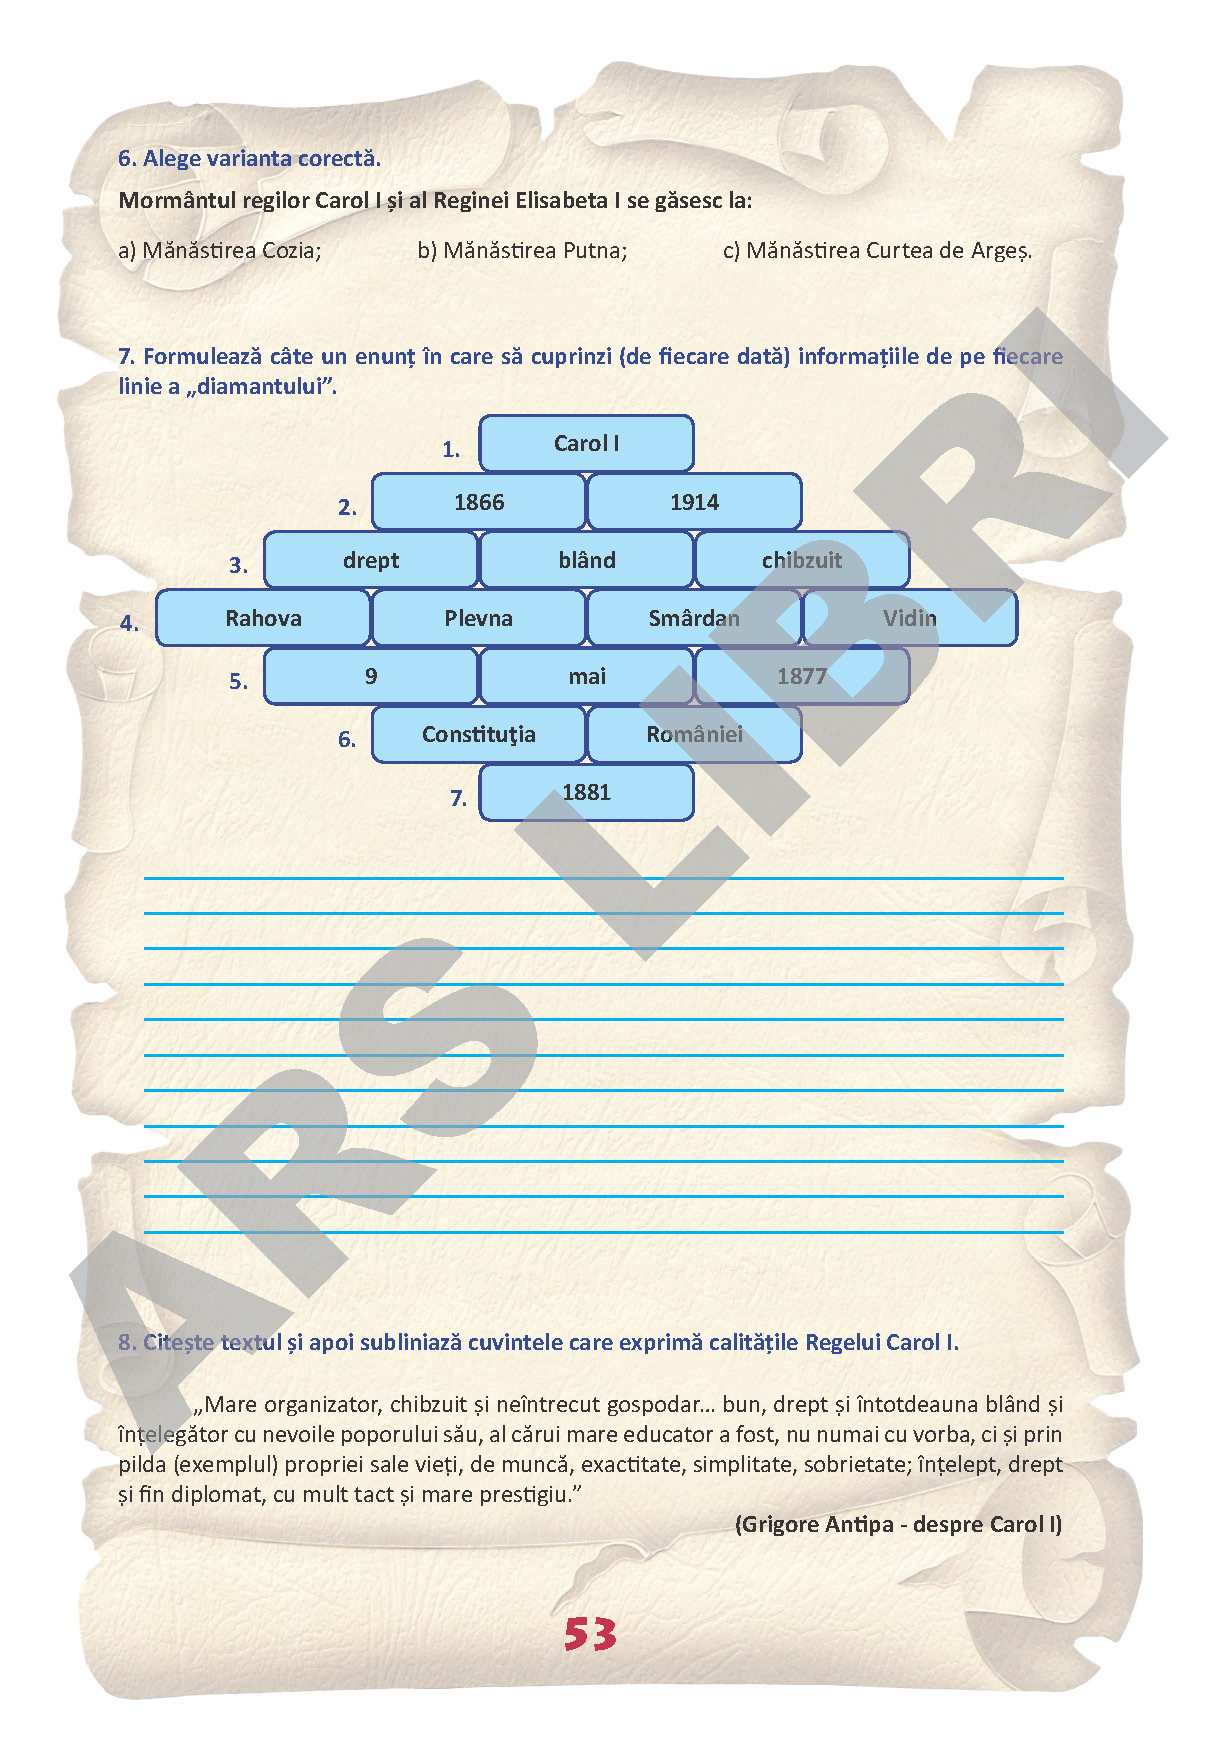 6. Alege varianta corectă.
Mormântul regilor Carol I și al Reginei Elisabeta I se găsesc la:
a) Mănăstirea Cozia; b) Mănăstirea Putna; c) Mănăstirea Curtea de Argeș.
7. Formulează câte un enunț în care să cuprinzi (de fiecare dată) informațiile de pe fiecare
linie a „diamantului”.
1. Carol I
2. 1866 1914
3. drept blând chibzuit
4. Rahova Plevna Smârdan Vidin
5. 9 mai 1877
6. Constituţia României
7. 1881
8. Citește textul și apoi subliniază cuvintele care exprimă calitățile Regelui Carol I.
„Mare organizator, chibzuit și neîntrecut gospodar... bun, drept și întotdeauna blând și
înțelegător cu nevoile poporului său, al cărui mare educator a fost, nu numai cu vorba, ci și prin
pilda (exemplul) propriei sale vieți, de muncă, exactitate, simplitate, sobrietate; înțelept, drept
și fin diplomat, cu mult tact și mare prestigiu.”
(Grigore Antipa - despre Carol I)
53
ARS LIBRI